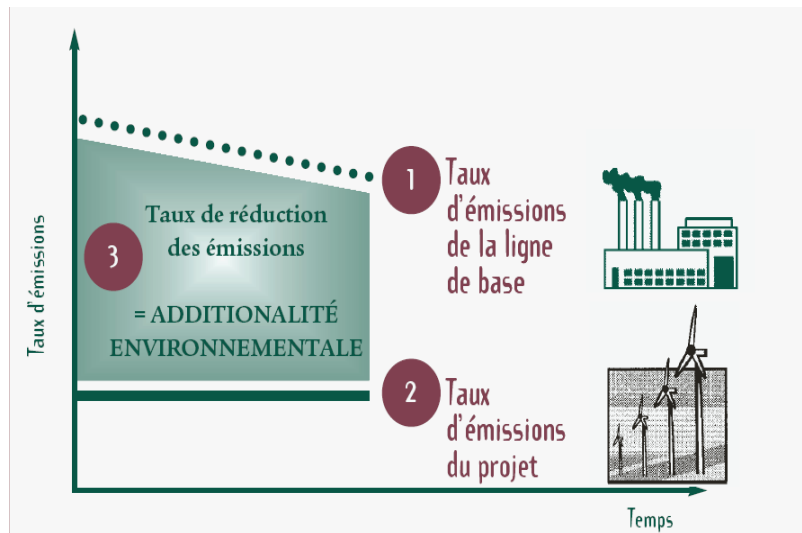 Taux d'émissions
1
Taux
d'émissions
de la ligne
de base
3
Taux de réduction
des émissions
= ADDITIONALITÉ
ENVIRONNEMENTALE
2
Taux
d'émissions
du projet
Temps